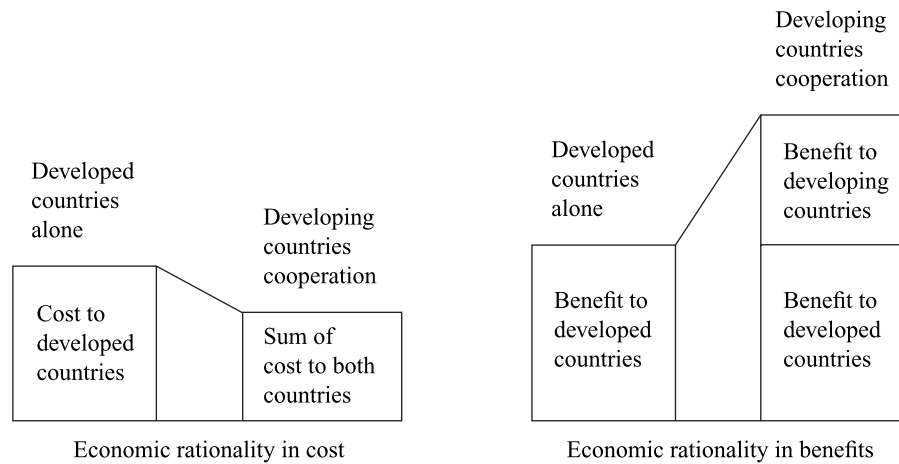 Developed
countries
alone
Developing
countries
cooperation
Cost to
developed
countries
Sum of
cost to both
countries
Economic rationality in cost
Developed
countries
alone
Developing
countries
cooperation
Benefit to
developed
countries
Benefit to
developing
countries
Benefit to
developed
countries
Economic rationality in benefits